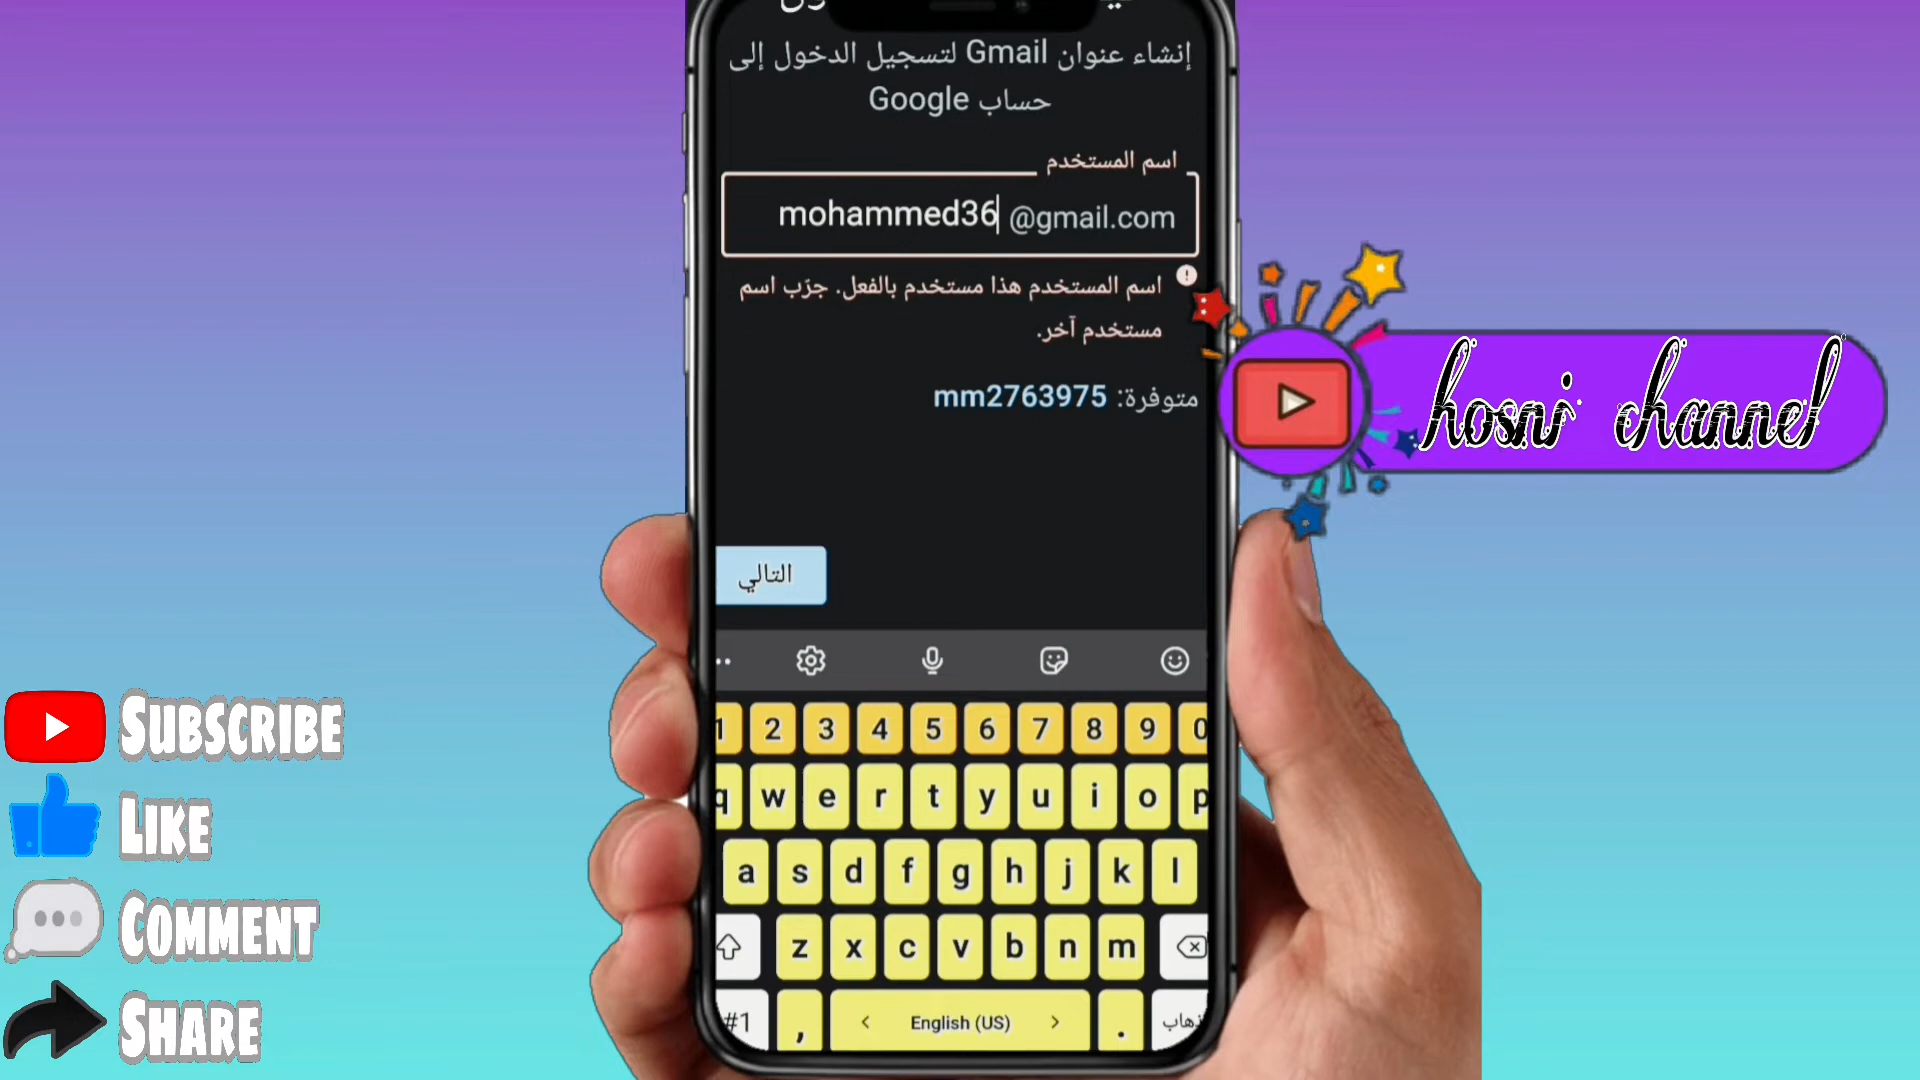 إنشاء عنوان Gmail لتسجيل الدخول إلى
حساب Google
اسم المستخدم
mohammed36 @gmail.com
اسم المستخدم هذا مستخدم بالفعل. جرّب اسم
مستخدم آخر.
متوفرة: mm2763975
التالي
hosni channel
SUBSCRIBE
LIKE
COMMENT
SHARE
1 2 3 4 5 6 7 8 9 0
q w e r t y u i o p
a s d f g h j k l
z x c v b n m
#1 , < English (US) > . ذهاب